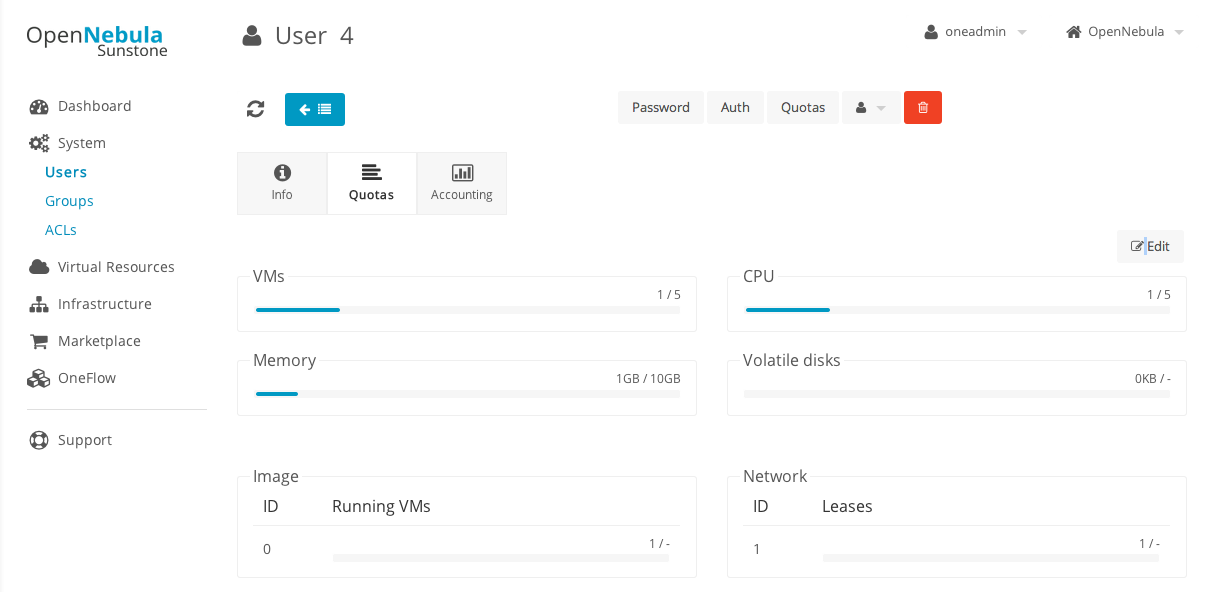 OpenNebula
Sunstone
User 4
oneadmin
OpenNebula
Dashboard
System
Users
Groups
ACLs
Virtual Resources
Infrastructure
Marketplace
OneFlow
Support
Password
Auth
Quotas
Info
Quotas
Accounting
Edit
VMs
1 / 5
CPU
1 / 5
Memory
1GB / 10GB
Volatile disks
0KB / -
Image
ID Running VMs
0 1 / -
Network
ID Leases
1 1 / -